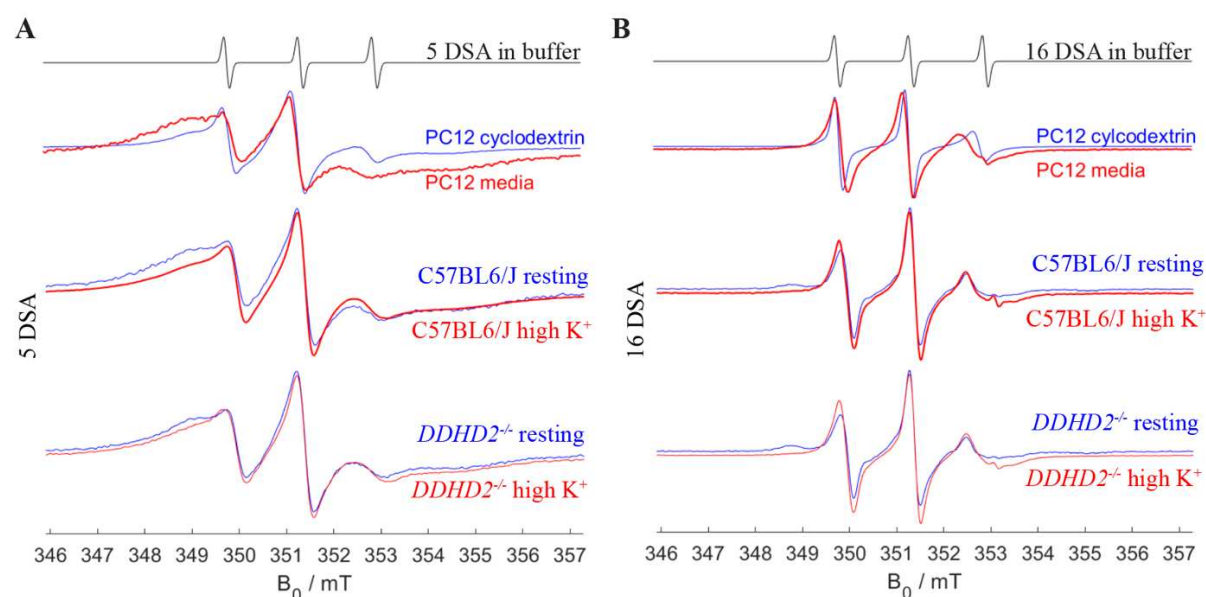 A
5 DSA in buffer
PC12 cyclodextrin
PC12 media
C57BL6/J resting
C57BL6/J high K⁺
DDHD2⁻/⁻ resting
DDHD2⁻/⁻ high K⁺
5 DSA
346 347 348 349 350 351 352 353 354 355 356 357
B₀ / mT
B
16 DSA in buffer
PC12 cylcodextrin
PC12 media
C57BL6/J resting
C57BL6/J high K⁺
DDHD2⁻/⁻ resting
DDHD2⁻/⁻ high K⁺
16 DSA
346 347 348 349 350 351 352 353 354 355 356 357
B₀ / mT